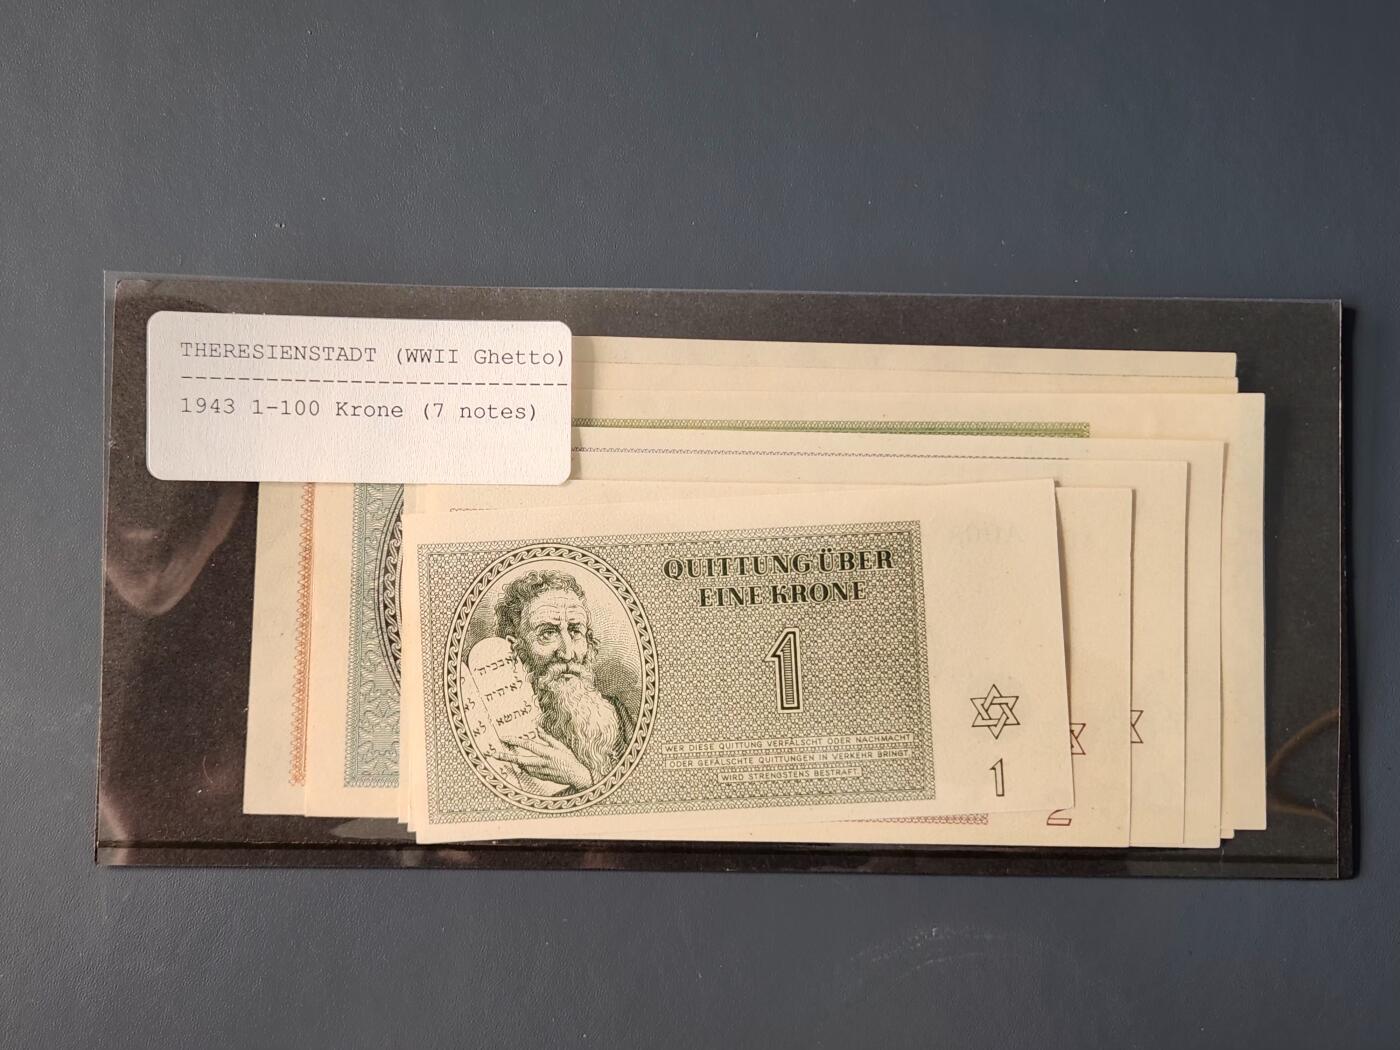 THERESIENSTADT (WWII Ghetto)
---------------------------
1943 1-100 Krone (7 notes)
QUITTUNG ÜBER
EINE KRONE
1
WER DIESE QUITTUNG VERFÄLSCHT ODER NACHMACHT
ODER GEFÄLSCHTE QUITTUNGEN IN VERKEHR BRINGT,
WIRD STRENGSTENS BESTRAFT.
1
2